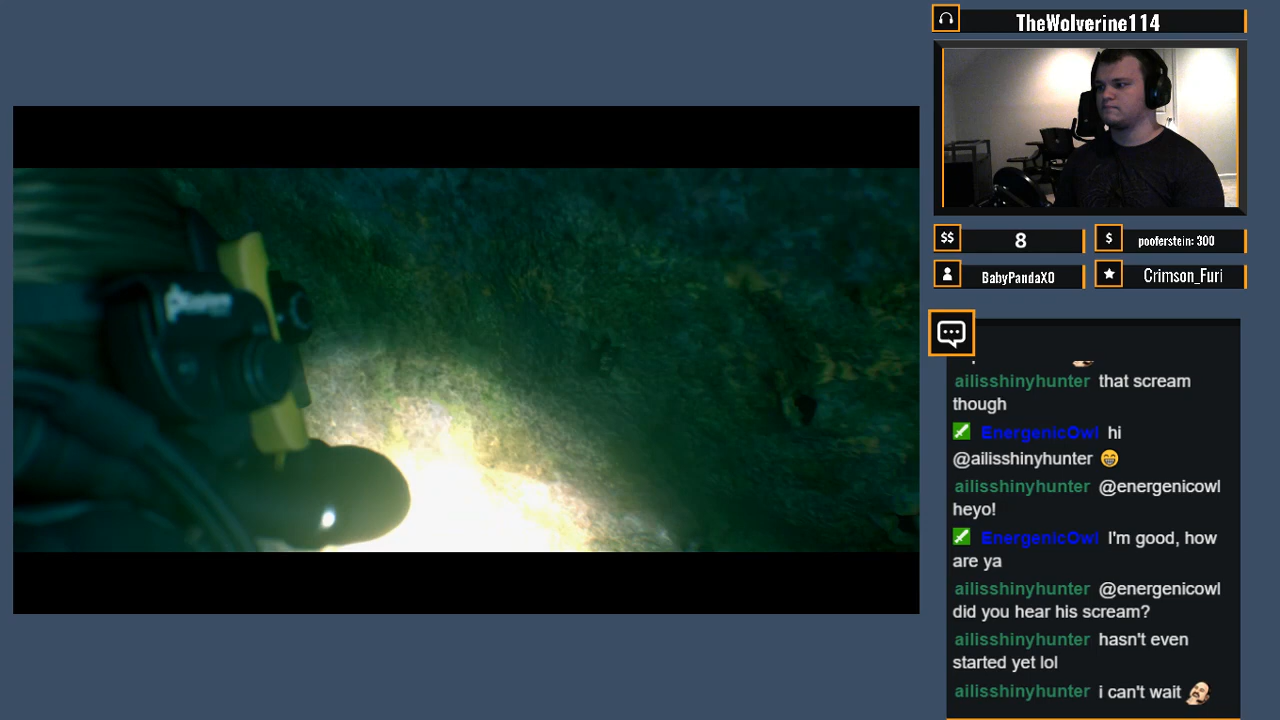 TheWolverine114
$$
8
$
pooferstein: 300
BabyPandaXO
Crimson_Furi
ailisshinyhunter that scream
though
EnergenicOwl hi
@ailisshinyhunter 😁
ailisshinyhunter @energenicowl
heyo!
EnergenicOwl I'm good, how
are ya
ailisshinyhunter @energenicowl
did you hear his scream?
ailisshinyhunter hasn't even
started yet lol
ailisshinyhunter i can't wait